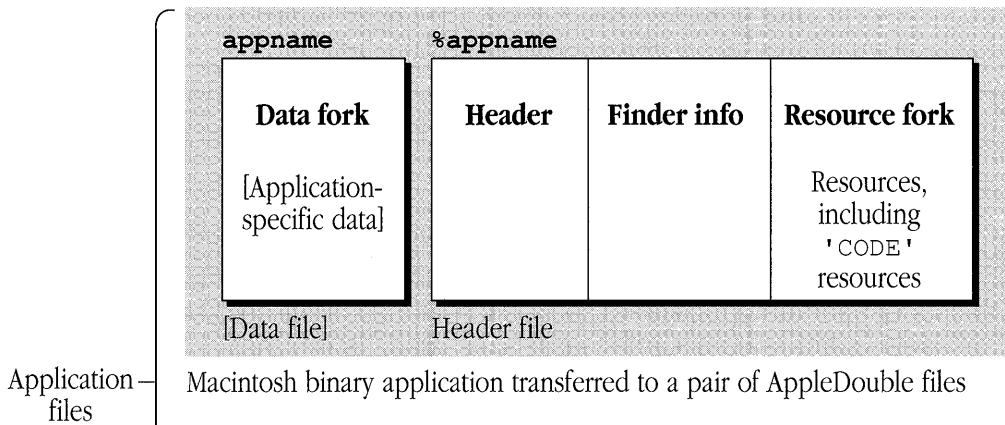 appname
%appname
Data fork
Header
Finder info
Resource fork
[Application-
specific data]
Resources,
including
'CODE'
resources
[Data file]
Header file
Application
files
Macintosh binary application transferred to a pair of AppleDouble files